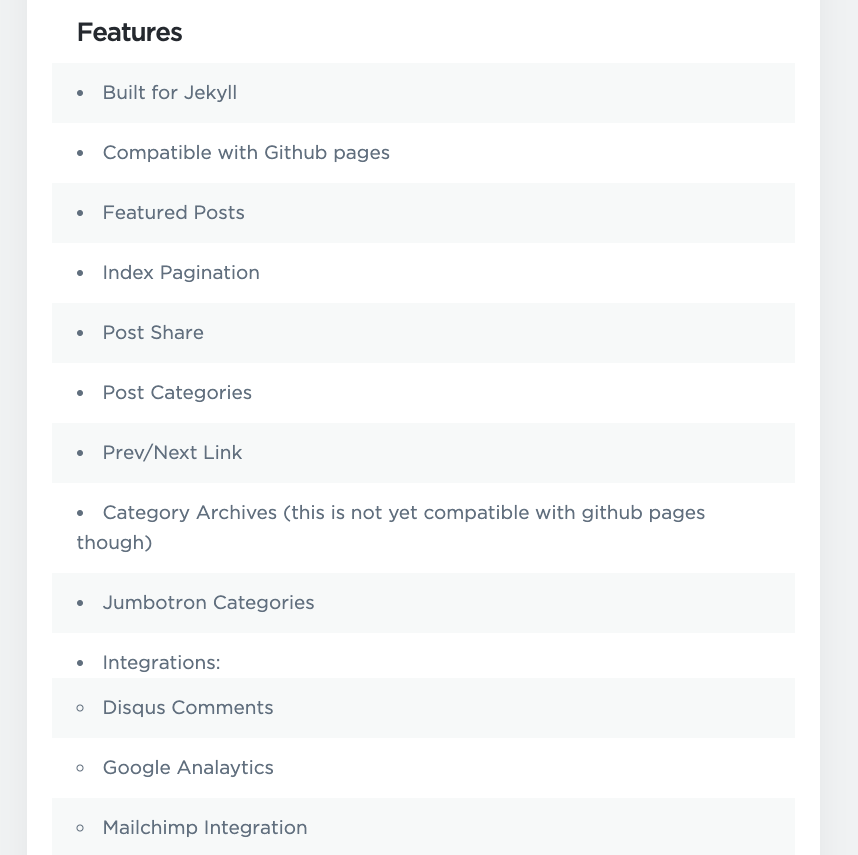 Features
• Built for Jekyll
• Compatible with Github pages
• Featured Posts
• Index Pagination
• Post Share
• Post Categories
• Prev/Next Link
• Category Archives (this is not yet compatible with github pages
though)
• Jumbotron Categories
• Integrations:
◦ Disqus Comments
◦ Google Analaytics
◦ Mailchimp Integration